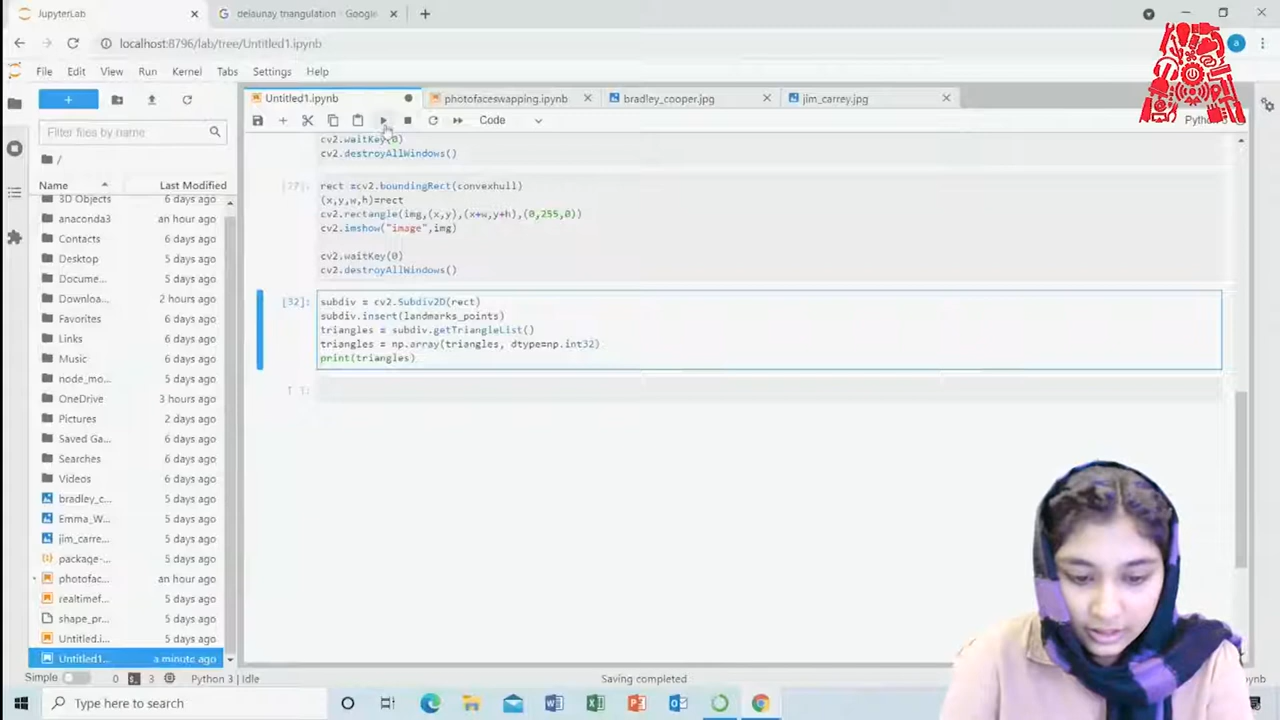 JupyterLab
delaunay triangulation - Google
localhost:8796/lab/tree/Untitled1.ipynb
a
File Edit View Run Kernel Tabs Settings Help
Untitled1.ipynb
photofaceswapping.ipynb
bradley_cooper.jpg
jim_carrey.jpg
Code
Python 3
Filter files by name
/
Name Last Modified
3D Objects 6 days ago
anaconda3 an hour ago
Contacts 6 days ago
Desktop 6 days ago
Docume... 6 days ago
Downloa... 2 hours ago
Favorites 6 days ago
Links 6 days ago
Music 6 days ago
node_mo... 5 days ago
OneDrive 3 hours ago
Pictures 2 days ago
Saved Ga... 6 days ago
Searches 6 days ago
Videos 6 days ago
bradley_c... 5 days ago
Emma_W... 5 days ago
jim_carre... 5 days ago
package-... 5 days ago
photofac... an hour ago
realtimef... 5 days ago
shape_pr... 5 days ago
Untitled.i... 5 days ago
Untitled1... a minute ago
cv2.waitKey(0)
cv2.destroyAllWindows()
[27]:
rect =cv2.boundingRect(convexhull)
(x,y,w,h)=rect
cv2.rectangle(img,(x,y),(x+w,y+h),(0,255,0))
cv2.imshow("image",img)
cv2.waitKey(0)
cv2.destroyAllWindows()
[32]:
subdiv = cv2.Subdiv2D(rect)
subdiv.insert(landmarks_points)
triangles = subdiv.getTriangleList()
triangles = np.array(triangles, dtype=np.int32)
print(triangles)
[ ]:
Simple 0 3 Python 3 | Idle Saving completed
Type here to search